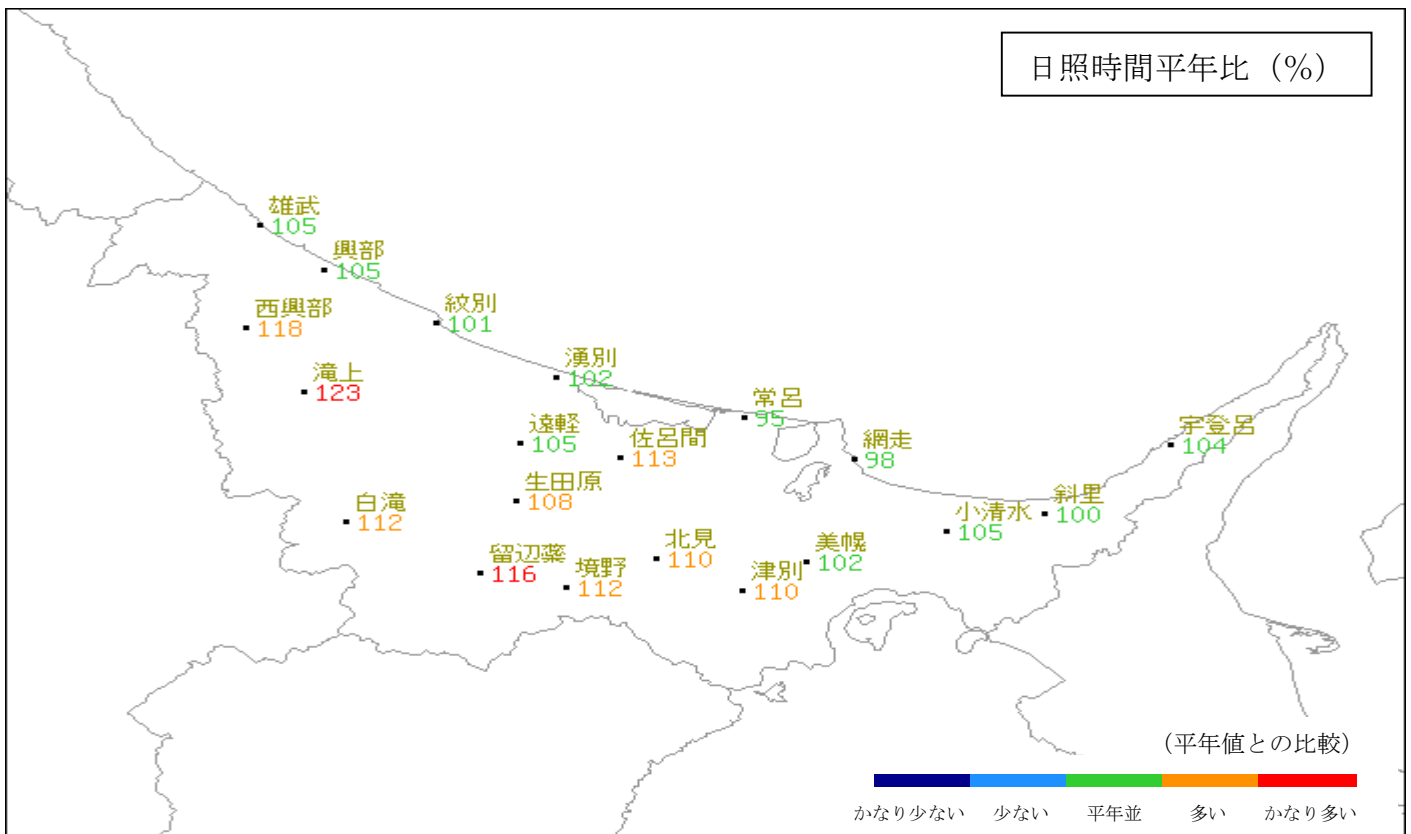 日照時間平年比（%）
雄武
105
興部
105
西興部
118
紋別
101
滝上
123
湧別
102
常呂
95
遠軽
105
佐呂間
113
網走
98
宇登呂
104
生田原
108
白滝
112
斜里
100
小清水
105
留辺蘂
116
境野
112
北見
110
美幌
102
津別
110
（平年値との比較）
かなり少ない 少ない 平年並 多い かなり多い